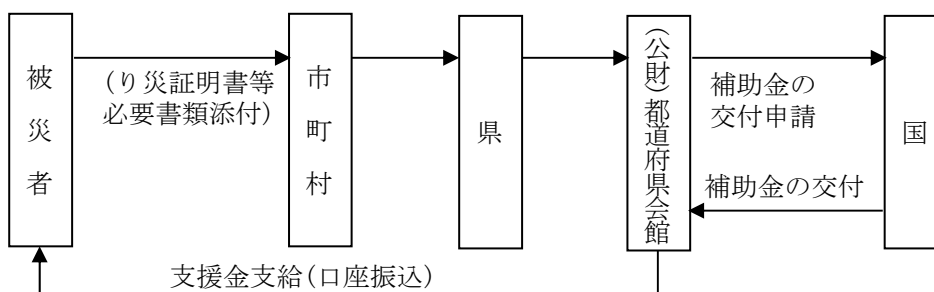 被災者
(り災証明書等
必要書類添付)
市町村
県
(公財)都道府県会館
補助金の
交付申請
補助金の交付
国
支援金支給(口座振込)